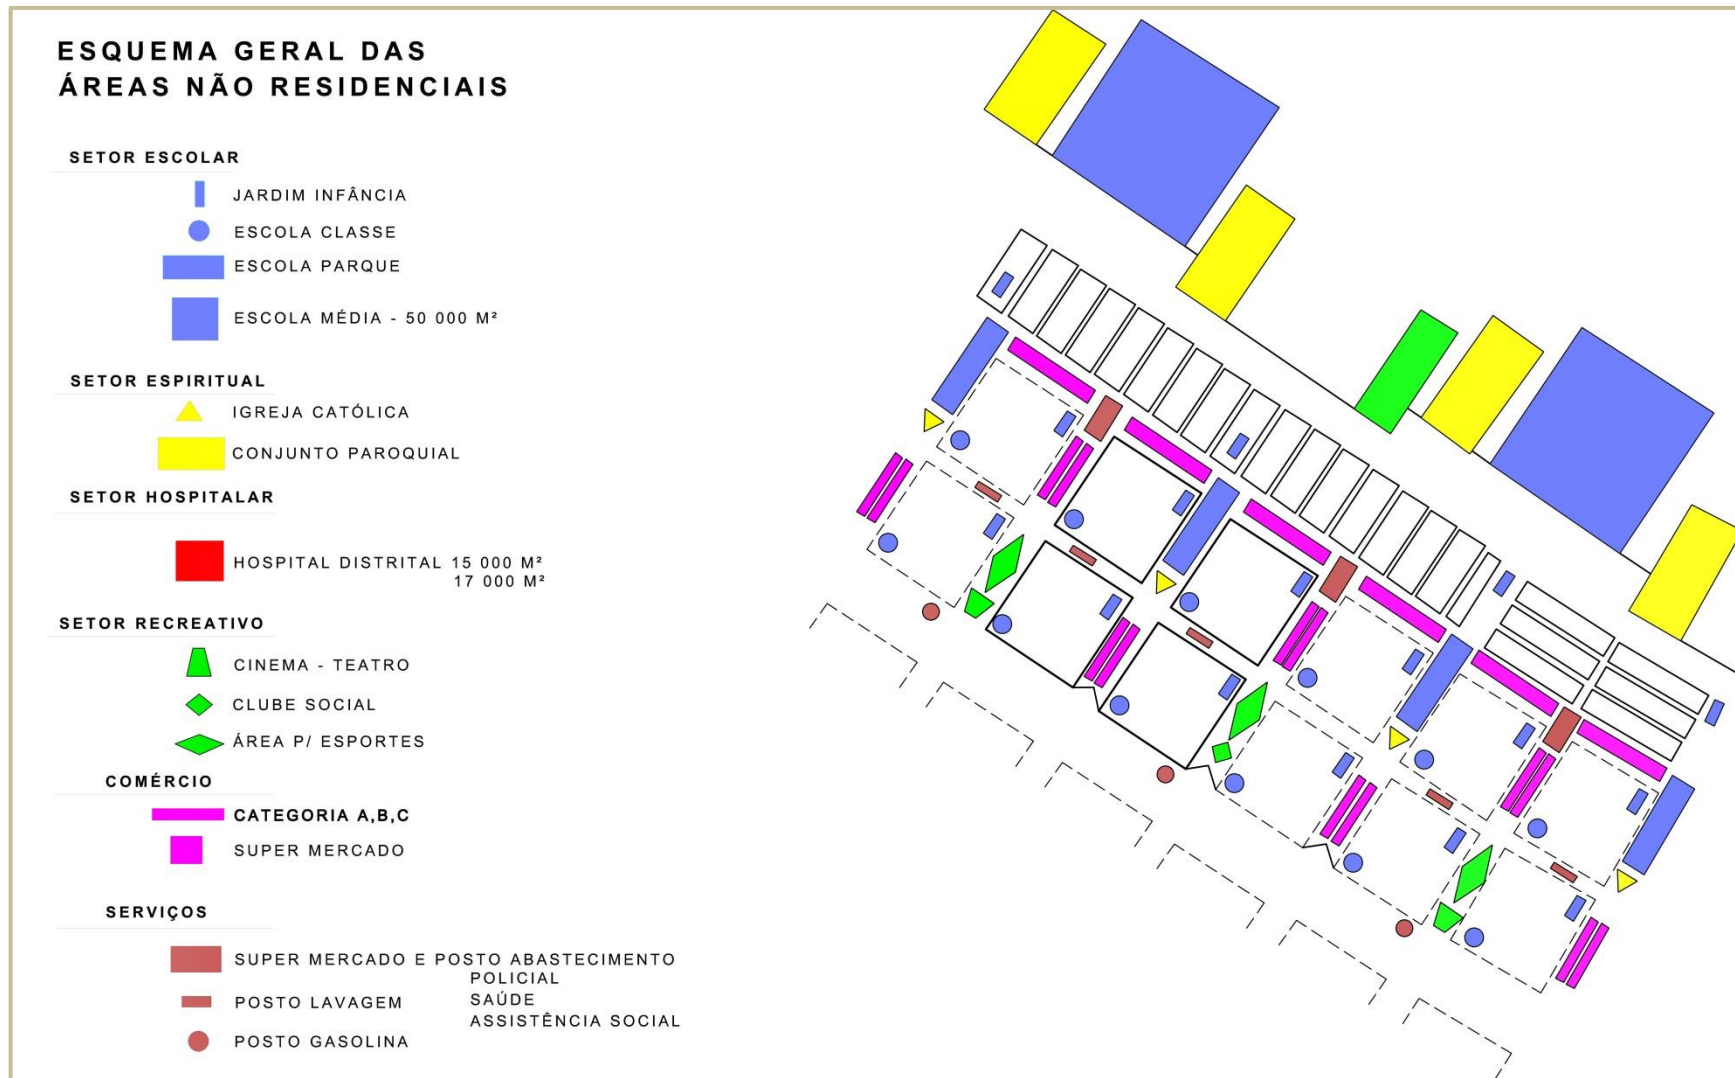 ESQUEMA GERAL DAS
ÁREAS NÃO RESIDENCIAIS
SETOR ESCOLAR
JARDIM INFÂNCIA
ESCOLA CLASSE
ESCOLA PARQUE
ESCOLA MÉDIA - 50 000 M²
SETOR ESPIRITUAL
IGREJA CATÓLICA
CONJUNTO PAROQUIAL
SETOR HOSPITALAR
HOSPITAL DISTRITAL 15 000 M²
17 000 M²
SETOR RECREATIVO
CINEMA - TEATRO
CLUBE SOCIAL
ÁREA P/ ESPORTES
COMÉRCIO
CATEGORIA A,B,C
SUPER MERCADO
SERVIÇOS
SUPER MERCADO E POSTO ABASTECIMENTO
POLICIAL
POSTO LAVAGEM SAÚDE
ASSISTÊNCIA SOCIAL
POSTO GASOLINA